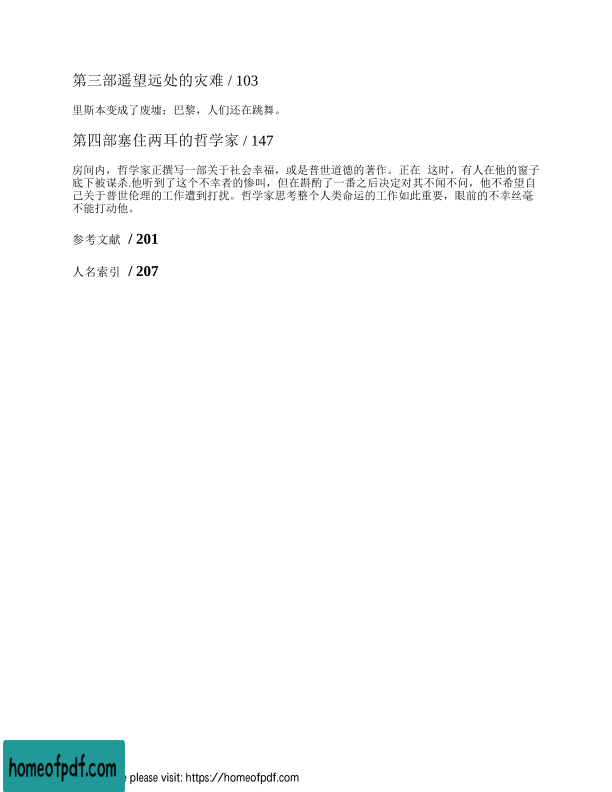 第三部遥望远处的灾难 / 103
里斯本变成了废墟；巴黎，人们还在跳舞。
第四部塞住两耳的哲学家 / 147
房间内，哲学家正撰写一部关于社会幸福，或是普世道德的著作。正在 这时，有人在他的窗子
底下被谋杀.他听到了这个不幸者的惨叫，但在斟酌了一番之后决定对其不闻不问，他不希望自
己关于普世伦理的工作遭到打扰。哲学家思考整个人类命运的工作如此重要，眼前的不幸丝毫
不能打动他。
参考文献 / 201
人名索引 / 207
homeofpdf.com
e please visit: https://homeofpdf.com